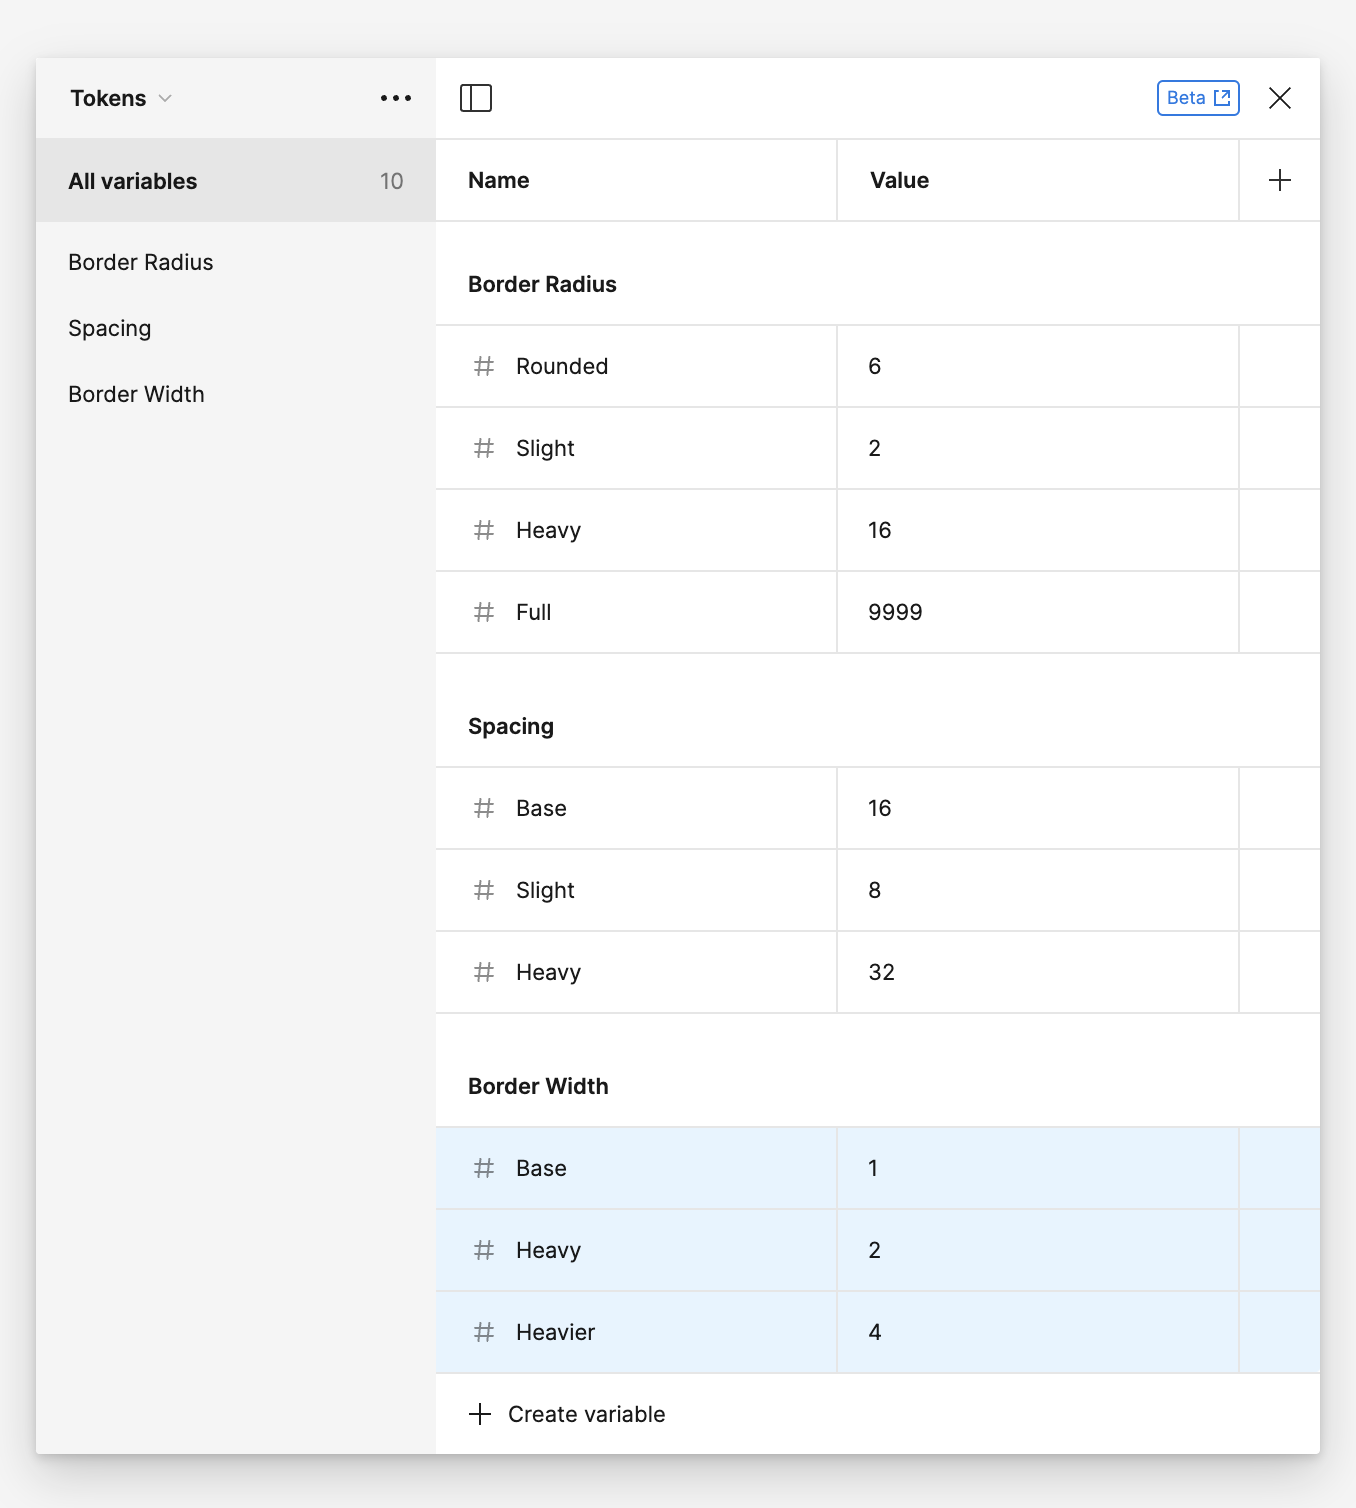 Tokens
Beta
All variables 10
Name Value
Border Radius
Spacing
Border Width
Border Radius
# Rounded 6
# Slight 2
# Heavy 16
# Full 9999
Spacing
# Base 16
# Slight 8
# Heavy 32
Border Width
# Base 1
# Heavy 2
# Heavier 4
Create variable